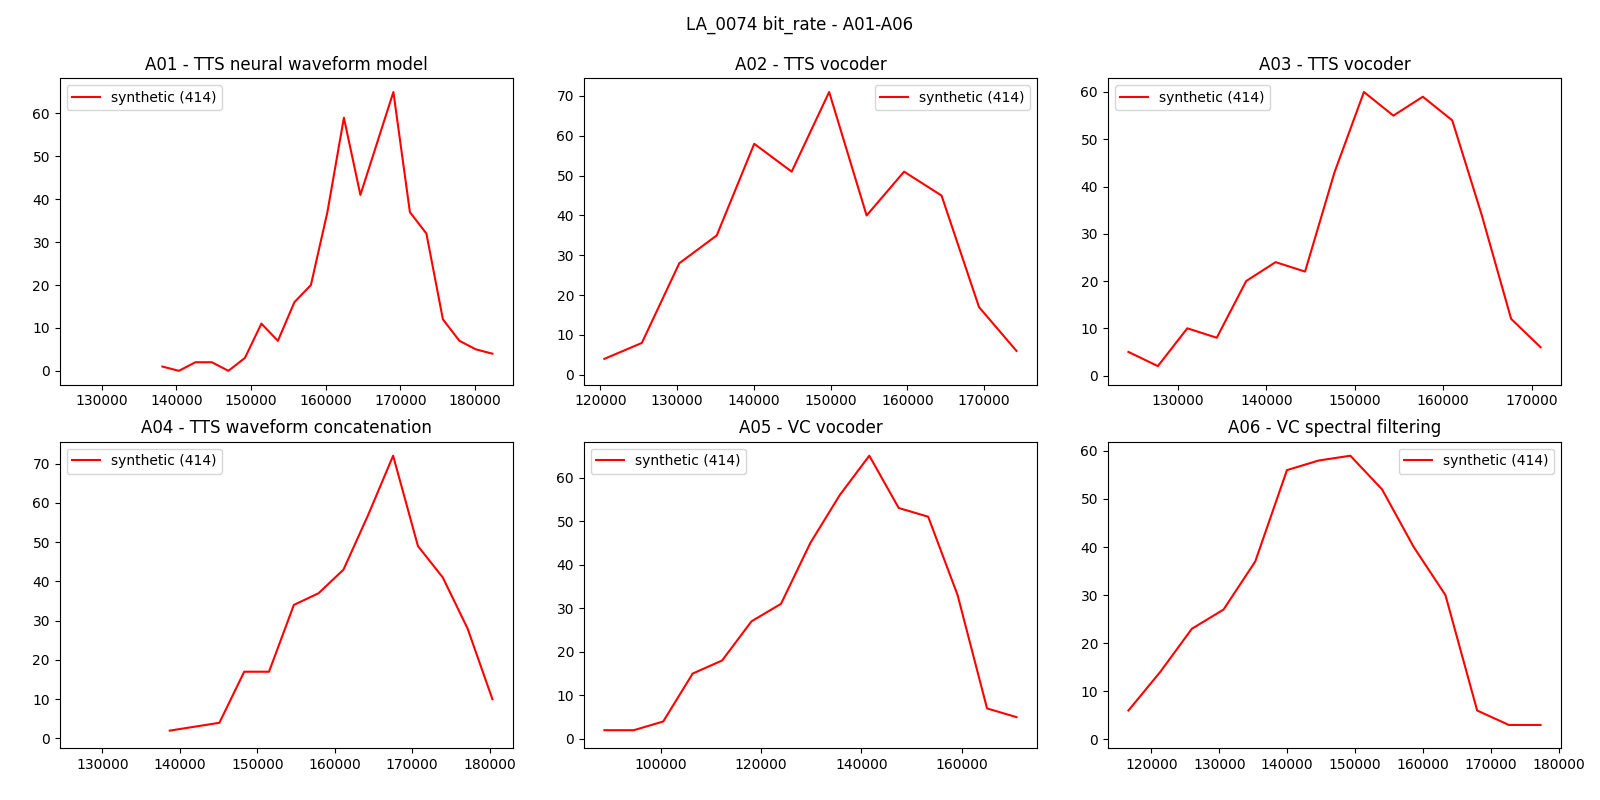 LA_0074 bit_rate - A01-A06
A01 - TTS neural waveform model
synthetic (414)
60
50
40
30
20
10
0
130000 140000 150000 160000 170000 180000
A02 - TTS vocoder
synthetic (414)
70
60
50
40
30
20
10
0
120000 130000 140000 150000 160000 170000
A03 - TTS vocoder
synthetic (414)
60
50
40
30
20
10
0
130000 140000 150000 160000 170000
A04 - TTS waveform concatenation
synthetic (414)
70
60
50
40
30
20
10
0
130000 140000 150000 160000 170000 180000
A05 - VC vocoder
synthetic (414)
60
50
40
30
20
10
0
100000 120000 140000 160000
A06 - VC spectral filtering
synthetic (414)
60
50
40
30
20
10
0
120000 130000 140000 150000 160000 170000 180000